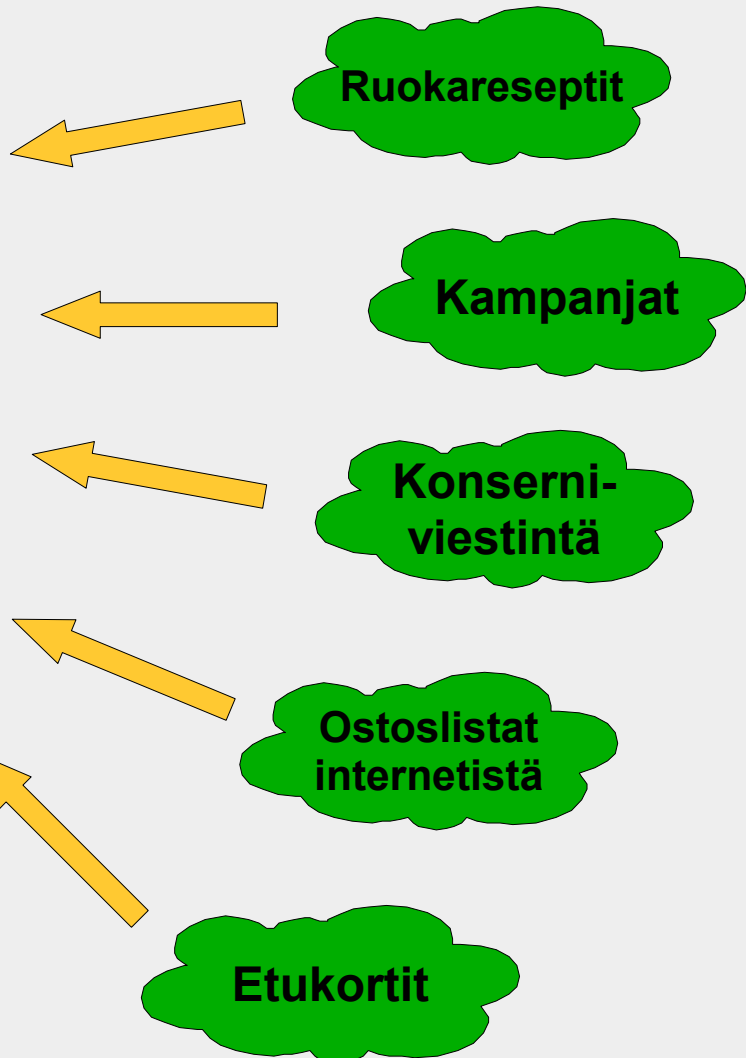 Ruokareseptit
Kampanjat
Konserni-
viestintä
Ostoslistat
internetistä
Etukortit